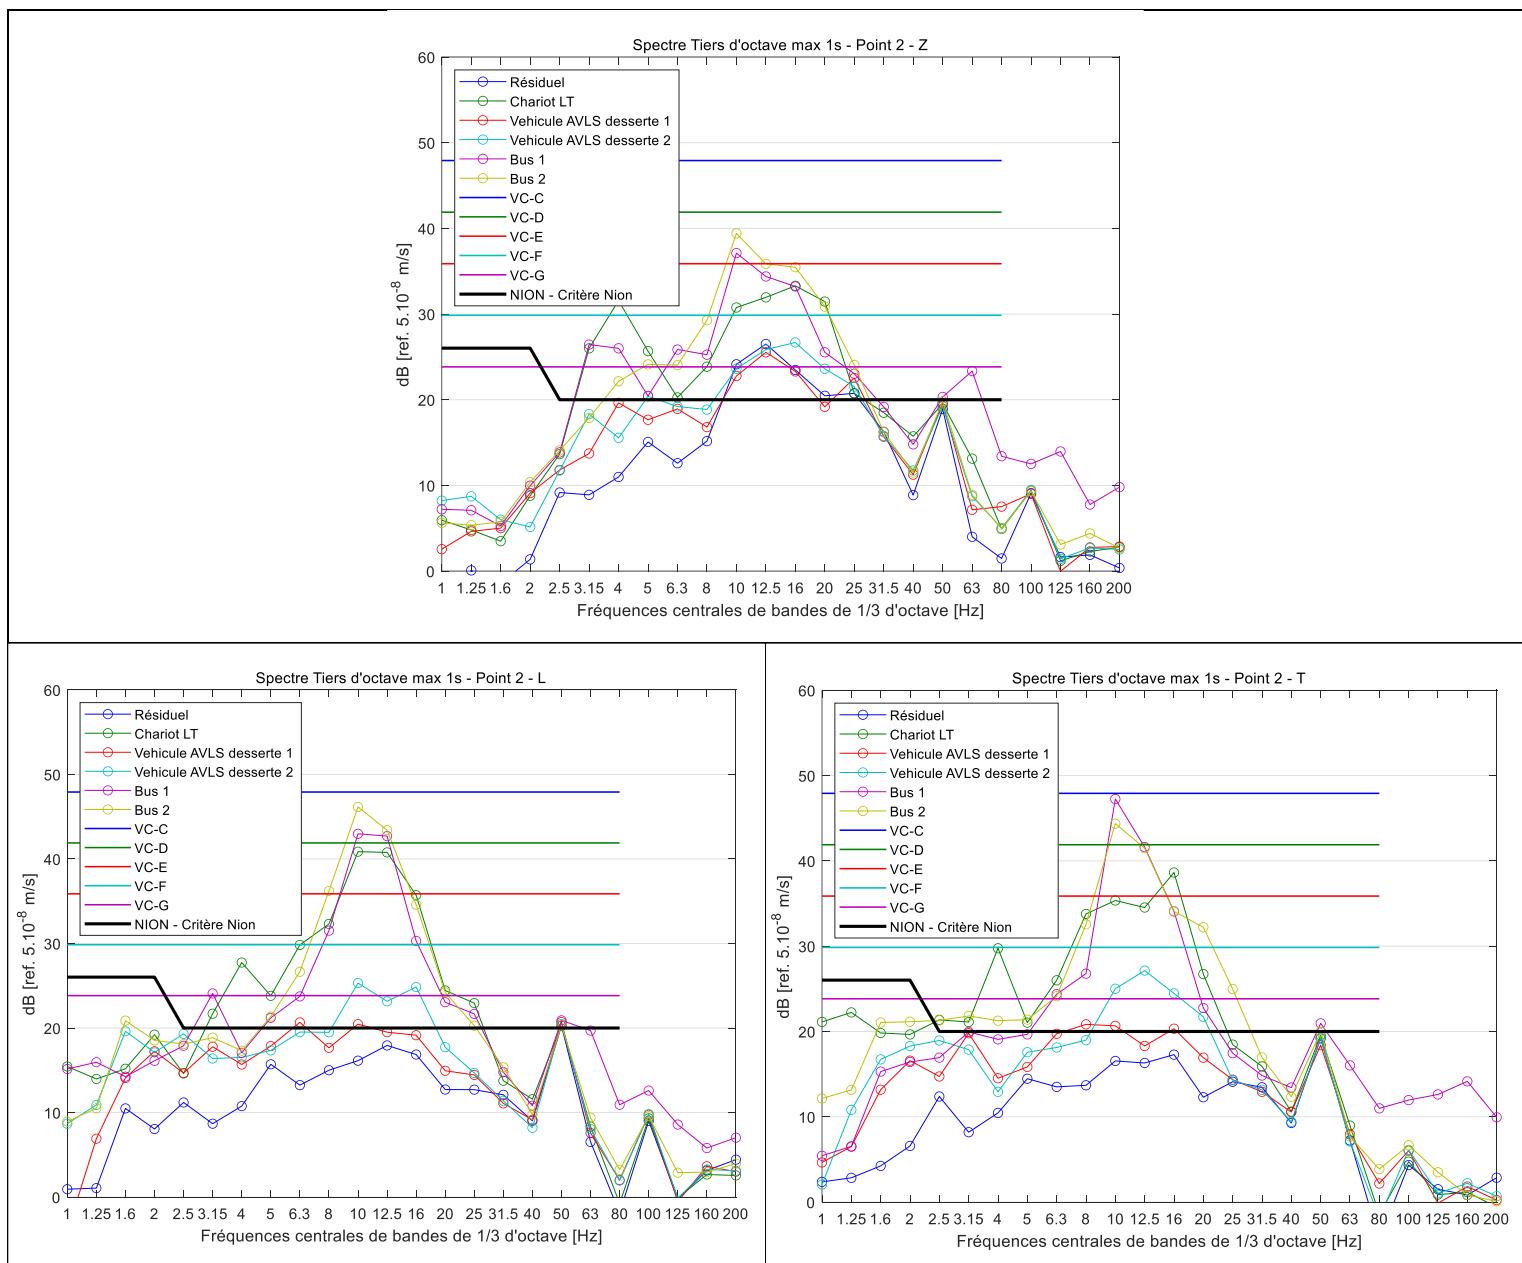 Spectre Tiers d'octave max 1s - Point 2 - Z
60
50
40
30
20
10
0
dB [ref. 5.10-8 m/s]
Résiduel
Chariot LT
Vehicule AVLS desserte 1
Vehicule AVLS desserte 2
Bus 1
Bus 2
VC-C
VC-D
VC-E
VC-F
VC-G
NION - Critère Nion
1 1.25 1.6 2 2.5 3.15 4 5 6.3 8 10 12.5 16 20 25 31.5 40 50 63 80 100 125 160 200
Fréquences centrales de bandes de 1/3 d'octave [Hz]
Spectre Tiers d'octave max 1s - Point 2 - L
60
50
40
30
20
10
0
dB [ref. 5.10-8 m/s]
Résiduel
Chariot LT
Vehicule AVLS desserte 1
Vehicule AVLS desserte 2
Bus 1
Bus 2
VC-C
VC-D
VC-E
VC-F
VC-G
NION - Critère Nion
1 1.25 1.6 2 2.5 3.15 4 5 6.3 8 10 12.5 16 20 25 31.5 40 50 63 80 100 125 160 200
Fréquences centrales de bandes de 1/3 d'octave [Hz]
Spectre Tiers d'octave max 1s - Point 2 - T
60
50
40
30
20
10
0
dB [ref. 5.10-8 m/s]
Résiduel
Chariot LT
Vehicule AVLS desserte 1
Vehicule AVLS desserte 2
Bus 1
Bus 2
VC-C
VC-D
VC-E
VC-F
VC-G
NION - Critère Nion
1 1.25 1.6 2 2.5 3.15 4 5 6.3 8 10 12.5 16 20 25 31.5 40 50 63 80 100 125 160 200
Fréquences centrales de bandes de 1/3 d'octave [Hz]